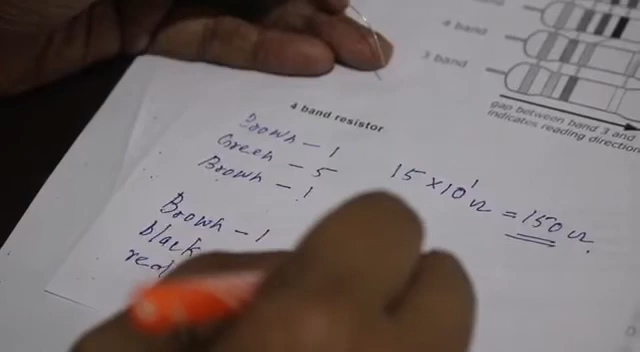 4 band
3 band
gap between band 3 and
indicates reading direction
4 band resistor
Brown - 1
Green - 5
Brown - 1
15 × 10¹ Ω = 150 Ω.
Brown - 1
black
red